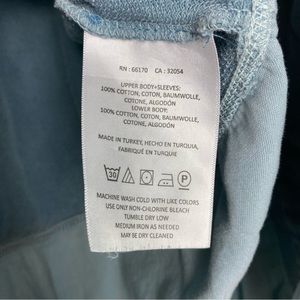 RN : 66170 CA : 32054
UPPER BODY+SLEEVES:
100% COTTON, COTON, BAUMWOLLE,
COTONE, ALGODÓN
LOWER BODY:
100% COTTON, COTON, BAUMWOLLE,
COTONE, ALGODÓN
MADE IN TURKEY, HECHO EN TURQUIA,
FABRIQUÉ EN TURQUIE
30 P
MACHINE WASH COLD WITH LIKE COLORS
USE ONLY NON-CHLORINE BLEACH
TUMBLE DRY LOW
MEDIUM IRON AS NEEDED
MAY BE DRY CLEANED